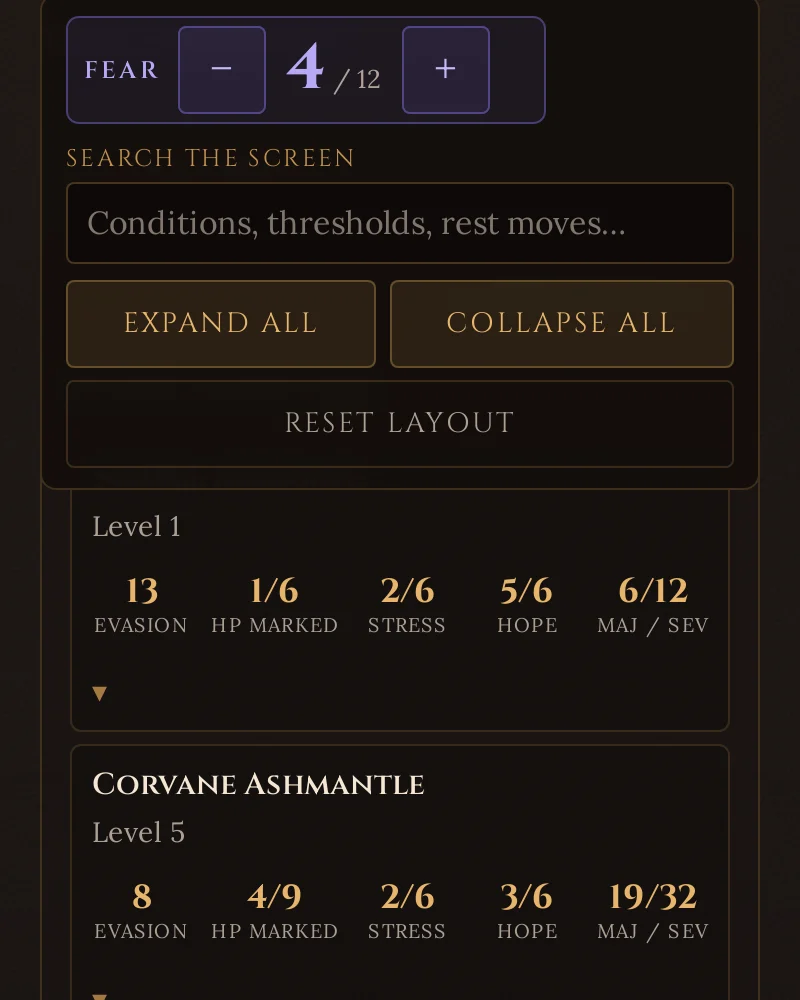 FEAR − 4 / 12 +
SEARCH THE SCREEN
Conditions, thresholds, rest moves...
EXPAND ALL COLLAPSE ALL
RESET LAYOUT
Level 1
13 1/6 2/6 5/6 6/12
EVASION HP MARKED STRESS HOPE MAJ / SEV
▼
Corvane Ashmantle
Level 5
8 4/9 2/6 3/6 19/32
EVASION HP MARKED STRESS HOPE MAJ / SEV